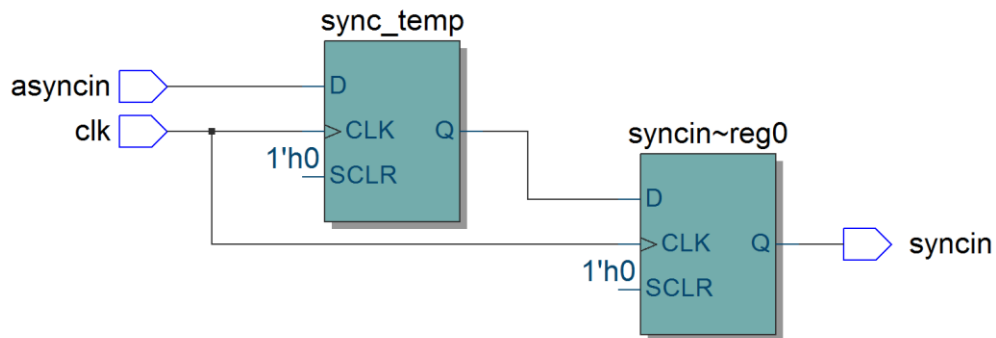 sync_temp
asyncin
D
clk
CLK
Q
1'h0
SCLR
syncin~reg0
D
CLK
Q
syncin
1'h0
SCLR